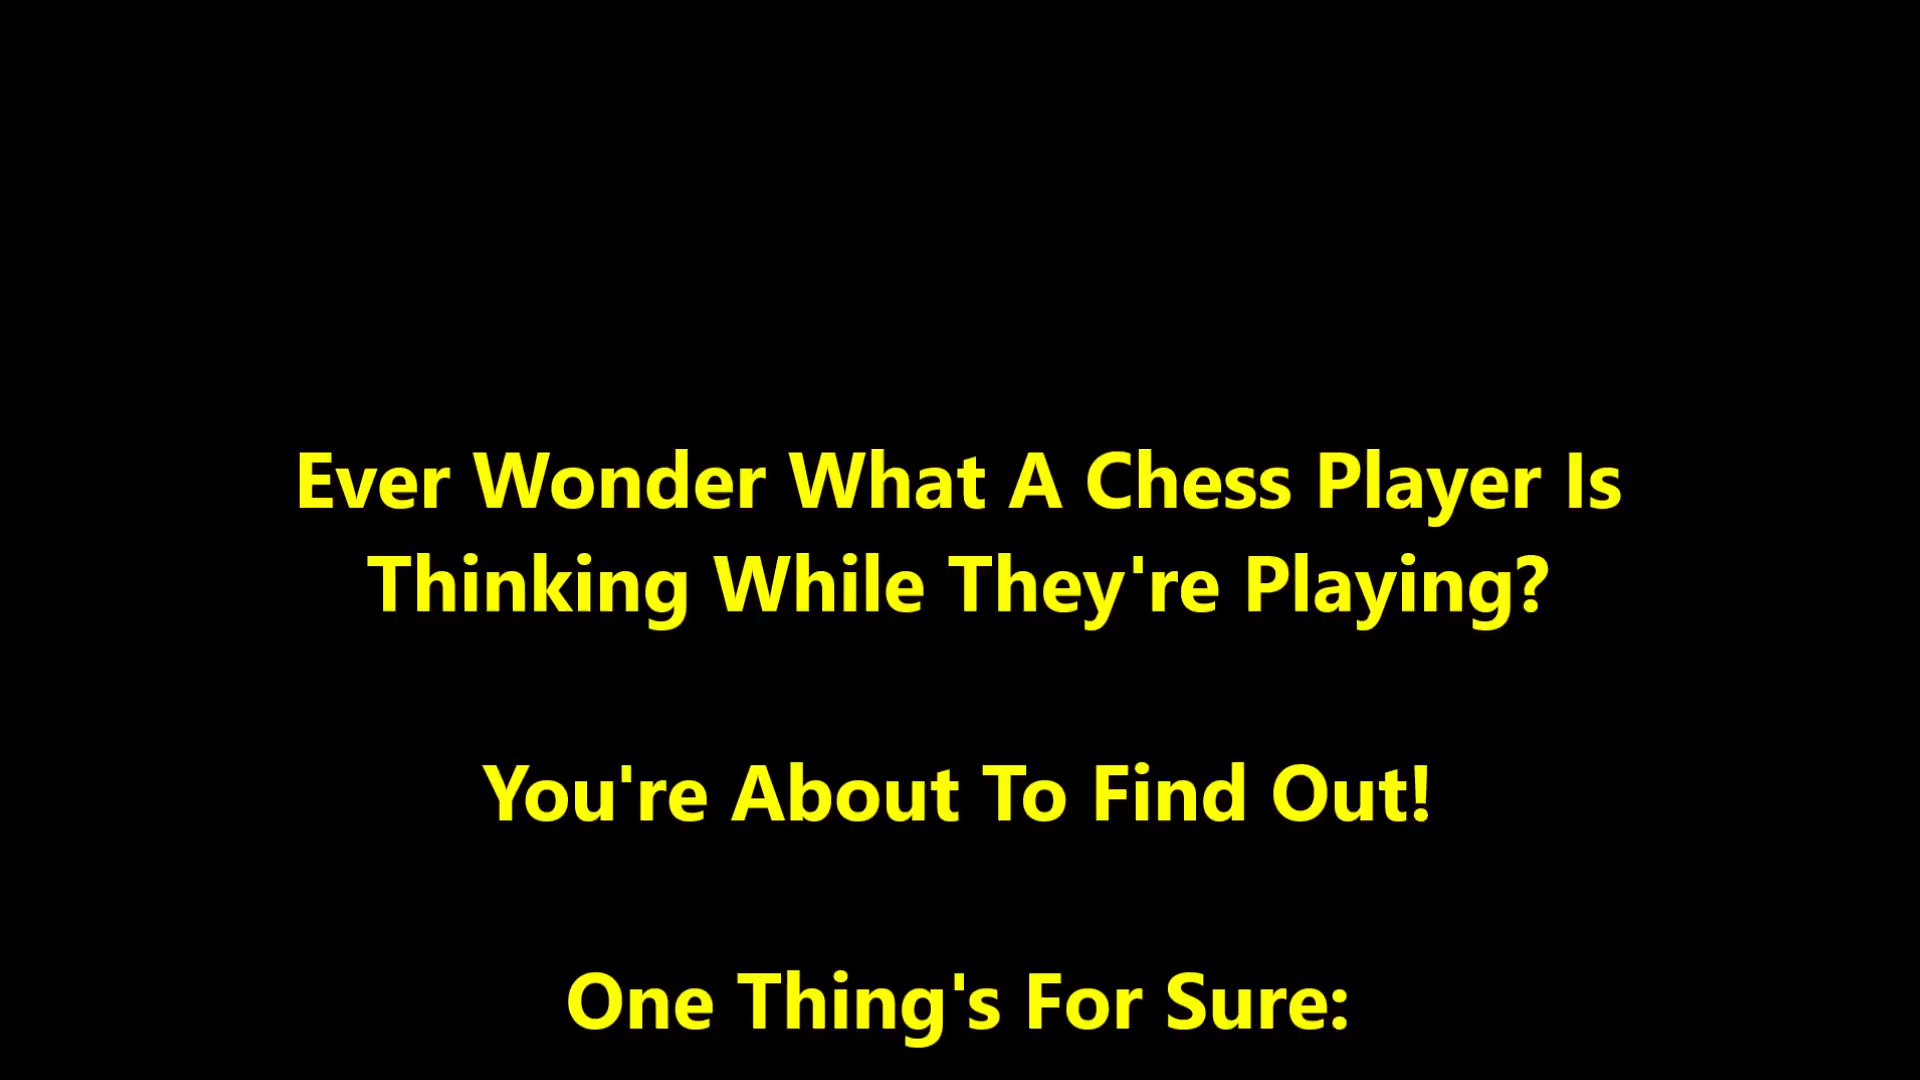 Ever Wonder What A Chess Player Is
Thinking While They're Playing?
You're About To Find Out!
One Thing's For Sure: